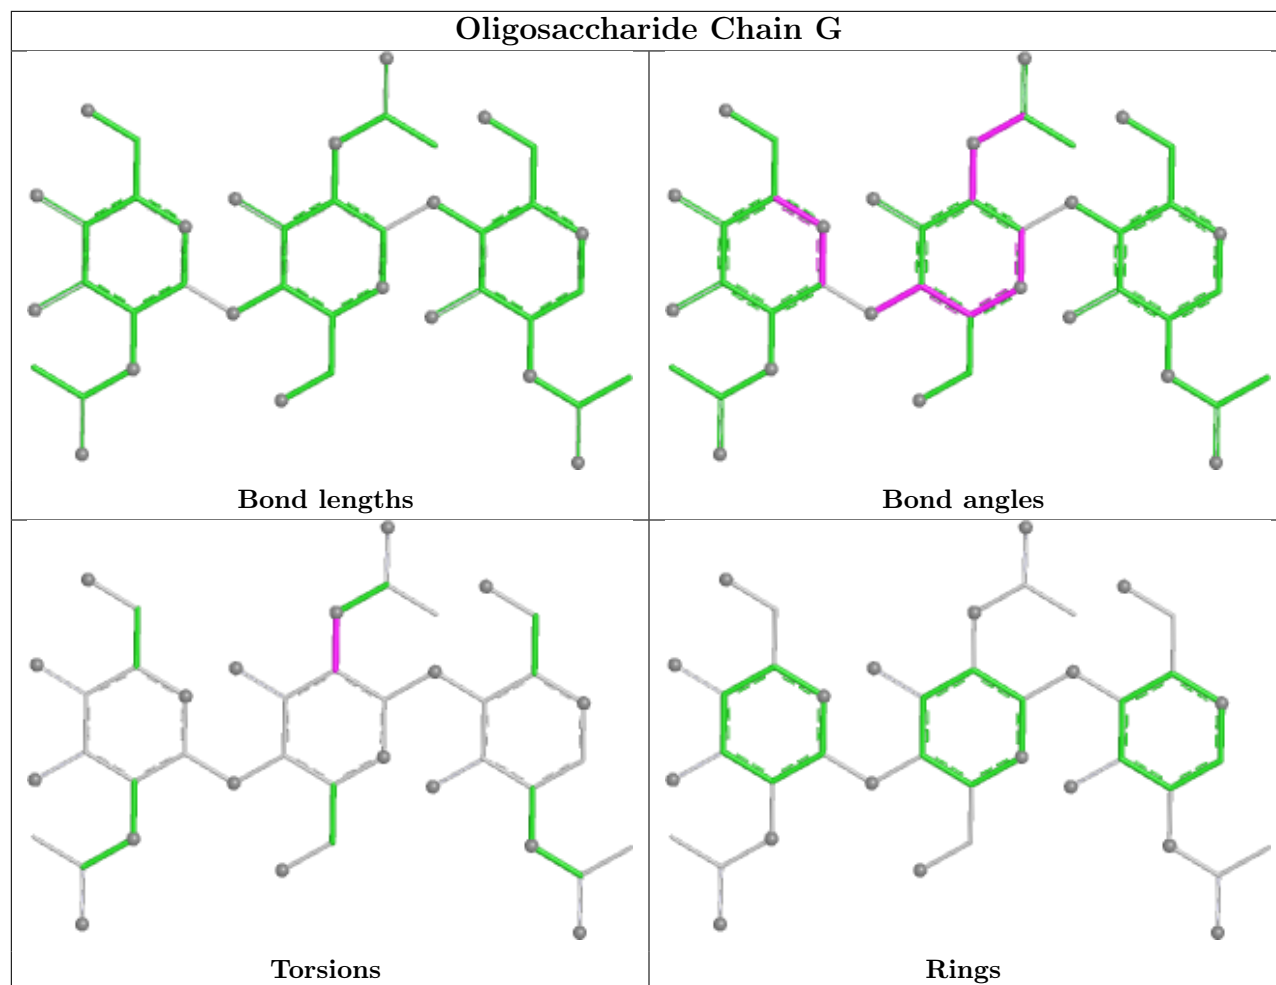 Oligosaccharide Chain G
Bond lengths
Bond angles
Torsions
Rings